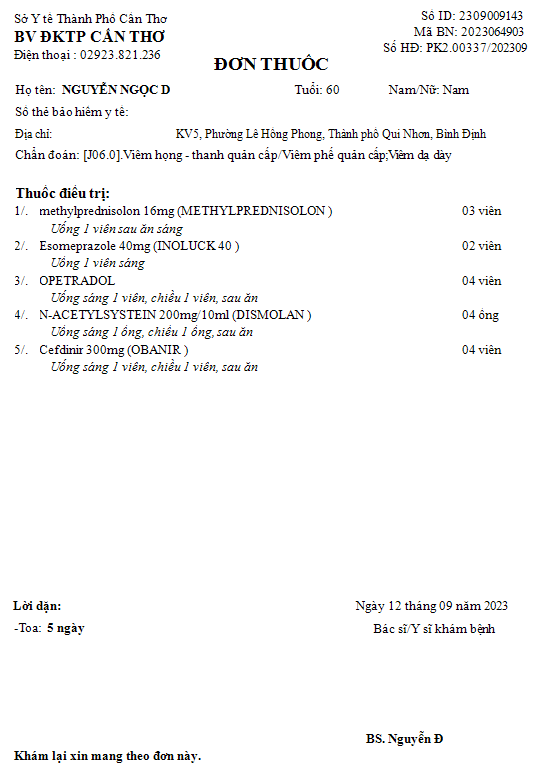 Sở Y tế Thành Phố Cần Thơ
BV ĐKTP CẦN THƠ
Điện thoại : 02923.821.236
Số ID: 2309009143
Mã BN: 2023064903
Số HĐ: PK2.00337/202309
ĐƠN THUỐC
Họ tên: NGUYỄN NGỌC D Tuổi: 60 Nam/Nữ: Nam
Số thẻ bảo hiểm y tế:
Địa chỉ: KV5, Phường Lê Hồng Phong, Thành phố Qui Nhơn, Bình Định
Chẩn đoán: [J06.0].Viêm họng - thanh quản cấp/Viêm phế quản cấp;Viêm dạ dày
Thuốc điều trị:
1/. methylprednisolon 16mg (METHYLPREDNISOLON ) 03 viên
Uống 1 viên sau ăn sáng
2/. Esomeprazole 40mg (INOLUCK 40 ) 02 viên
Uống 1 viên sáng
3/. OPETRADOL 04 viên
Uống sáng 1 viên, chiều 1 viên, sau ăn
4/. N-ACETYLSYSTEIN 200mg/10ml (DISMOLAN ) 04 ống
Uống sáng 1 ống, chiều 1 ống, sau ăn
5/. Cefdinir 300mg (OBANIR ) 04 viên
Uống sáng 1 viên, chiều 1 viên, sau ăn
Lời dặn:
-Toa: 5 ngày
Ngày 12 tháng 09 năm 2023
Bác sĩ/Y sĩ khám bệnh
BS. Nguyễn Đ
Khám lại xin mang theo đơn này.